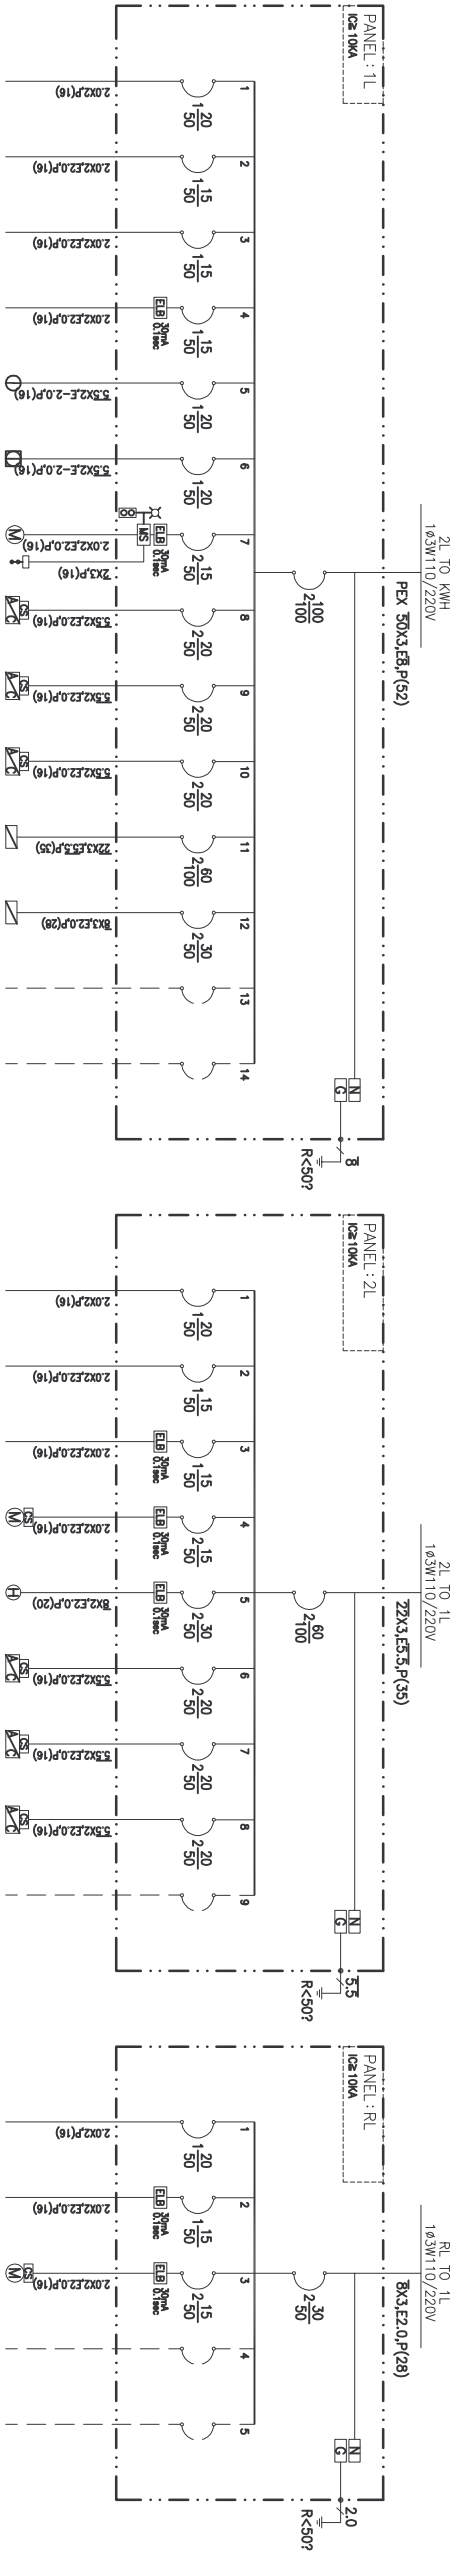 PANEL:1L
IC≧10KA
2L TO KWH
1ø3W110/220V
PEX 50X3,E8,P(52)
2 100
100
N
G
8
R<50?
1
1 20
50
2.0X2,P(16)
2
1 15
50
2.0X2,E2.0,P(16)
3
1 15
50
2.0X2,E2.0,P(16)
4
1 15
50
ELB
30mA
0.1sec
2.0X2,E2.0,P(16)
5
1 20
50
5.5X2,E-2.0,P(16)
6
1 20
50
5.5X2,E-2.0,P(16)
7
2 15
50
ELB
30mA
0.1sec
MS
2.0X2,E2.0,P(16)
M
2X3,P(16)
8
2 20
50
5.5X2,E2.0,P(16)
CS
A/C
9
2 20
50
5.5X2,E2.0,P(16)
CS
A/C
10
2 20
50
5.5X2,E2.0,P(16)
CS
A/C
11
2 60
100
22X3,E5.5,P(35)
12
2 30
50
8X3,E2.0,P(28)
13
14
PANEL:2L
IC≧10KA
2L TO 1L
1ø3W110/220V
22X3,E5.5,P(35)
2 60
100
N
G
5.5
R<50?
1
1 20
50
2.0X2,P(16)
2
1 15
50
2.0X2,E2.0,P(16)
3
1 15
50
ELB
30mA
0.1sec
2.0X2,E2.0,P(16)
4
2 15
50
ELB
30mA
0.1sec
2.0X2,E2.0,P(16)
CS
M
5
2 30
50
ELB
30mA
0.1sec
8X2,E2.0,P(20)
H
6
2 20
50
5.5X2,E2.0,P(16)
CS
A/C
7
2 20
50
5.5X2,E2.0,P(16)
CS
A/C
8
2 20
50
5.5X2,E2.0,P(16)
CS
A/C
9
PANEL:RL
IC≧10KA
RL TO 1L
1ø3W110/220V
8X3,E2.0,P(28)
2 30
50
N
G
2.0
R<50?
1
1 20
50
2.0X2,P(16)
2
1 15
50
ELB
30mA
0.1sec
2.0X2,E2.0,P(16)
3
2 15
50
ELB
30mA
0.1sec
2.0X2,E2.0,P(16)
CS
M
4
5